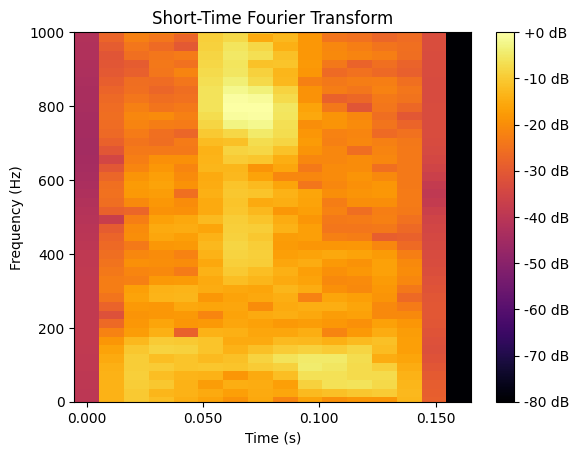 Short-Time Fourier Transform
1000
800
600
400
200
0
Frequency (Hz)
0.000
0.050
0.100
0.150
Time (s)
+0 dB
-10 dB
-20 dB
-30 dB
-40 dB
-50 dB
-60 dB
-70 dB
-80 dB